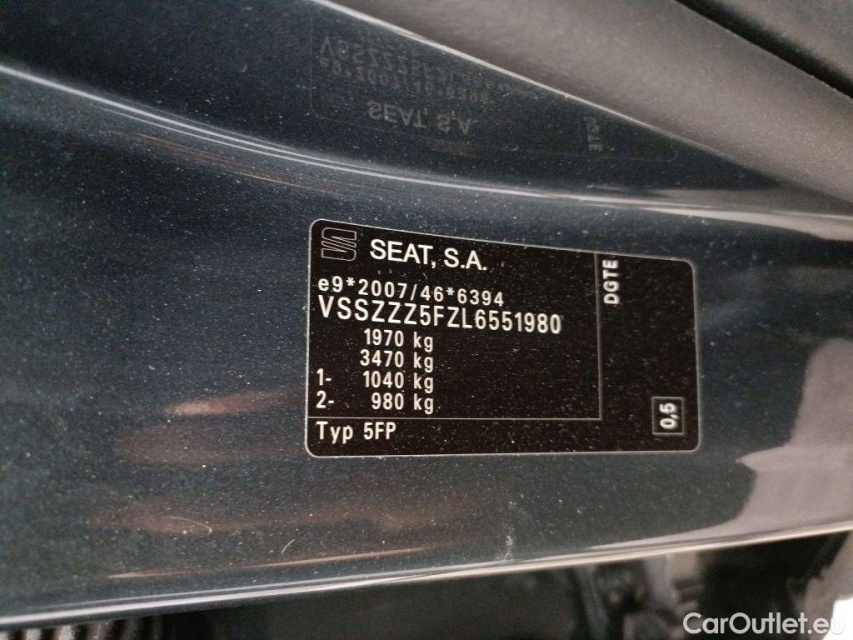 SEAT, S.A.
e9*2007/46*6394
VSSZZZ5FZL6551980
1970 kg
3470 kg
1- 1040 kg
2- 980 kg
Typ 5FP
DGTE
0,5
SEAT, S.A
CarOutlet.eu